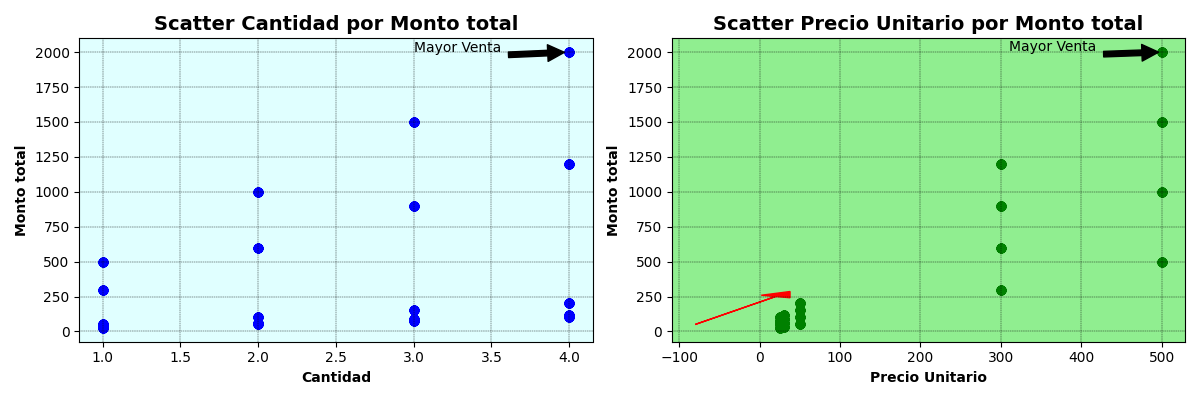 Scatter Cantidad por Monto total
Mayor Venta
Monto total
2000
1750
1500
1250
1000
750
500
250
0
1.0 1.5 2.0 2.5 3.0 3.5 4.0
Cantidad
Scatter Precio Unitario por Monto total
Mayor Venta
Monto total
2000
1750
1500
1250
1000
750
500
250
0
−100 0 100 200 300 400 500
Precio Unitario